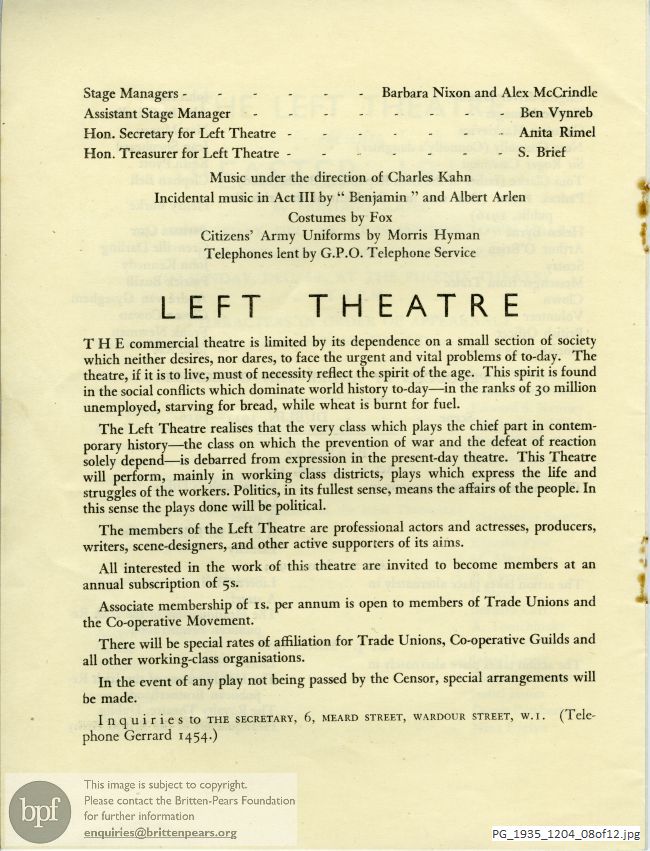 Stage Managers - - - - - - Barbara Nixon and Alex McCrindle
Assistant Stage Manager - - - - - - - - Ben Vynreb
Hon. Secretary for Left Theatre - - - - - - - Anita Rimel
Hon. Treasurer for Left Theatre - - - - - - - S. Brief
Music under the direction of Charles Kahn
Incidental music in Act III by “ Benjamin ” and Albert Arlen
Costumes by Fox
Citizens' Army Uniforms by Morris Hyman
Telephones lent by G.P.O. Telephone Service
LEFT THEATRE
THE commercial theatre is limited by its dependence on a small section of society
which neither desires, nor dares, to face the urgent and vital problems of to-day. The
theatre, if it is to live, must of necessity reflect the spirit of the age. This spirit is found
in the social conflicts which dominate world history to-day—in the ranks of 30 million
unemployed, starving for bread, while wheat is burnt for fuel.
The Left Theatre realises that the very class which plays the chief part in contem-
porary history—the class on which the prevention of war and the defeat of reaction
solely depend—is debarred from expression in the present-day theatre. This Theatre
will perform, mainly in working class districts, plays which express the life and
struggles of the workers. Politics, in its fullest sense, means the affairs of the people. In
this sense the plays done will be political.
The members of the Left Theatre are professional actors and actresses, producers,
writers, scene-designers, and other active supporters of its aims.
All interested in the work of this theatre are invited to become members at an
annual subscription of 5s.
Associate membership of 1s. per annum is open to members of Trade Unions and
the Co-operative Movement.
There will be special rates of affiliation for Trade Unions, Co-operative Guilds and
all other working-class organisations.
In the event of any play not being passed by the Censor, special arrangements will
be made.
Inquiries to THE SECRETARY, 6, MEARD STREET, WARDOUR STREET, W.1. (Tele-
phone Gerrard 1454.)
bpf
This image is subject to copyright.
Please contact the Britten-Pears Foundation
for further information
enquiries@brittenpears.org
PG_1935_1204_08of12.jpg